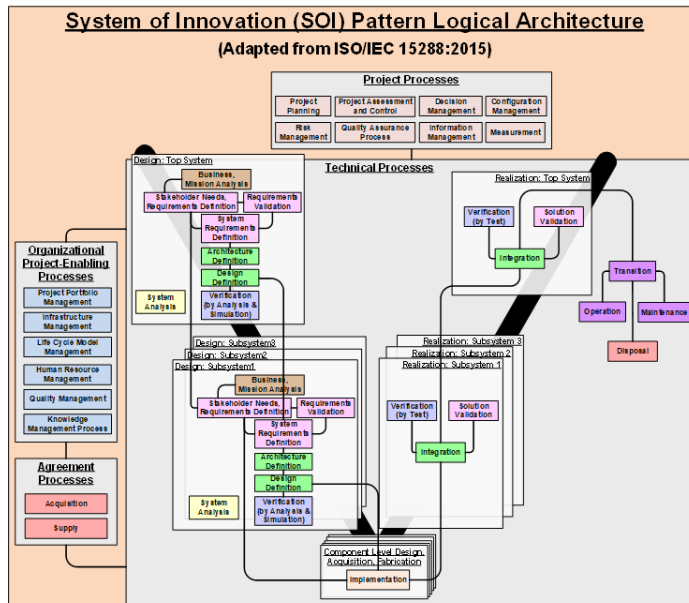 System of Innovation (SOI) Pattern Logical Architecture
(Adapted from ISO/IEC 15288:2015)
Project Processes
Project
Planning
Project Assessment
and Control
Decision
Management
Configuration
Management
Risk
Management
Quality Assurance
Process
Information
Management
Measurement
Technical Processes
Design: Top System
Business,
Mission Analysis
Stakeholder Needs,
Requirements Definition
Requirements
Validation
System
Requirements
Definition
Architecture
Definition
Design
Definition
System
Analysis
Verification
(by Analysis &
Simulation)
Realization: Top System
Verification
(by Test)
Solution
Validation
Integration
Transition
Operation
Maintenance
Disposal
Organizational
Project-Enabling
Processes
Project Portfolio
Management
Infrastructure
Management
Life Cycle Model
Management
Human Resource
Management
Quality Management
Knowledge
Management Process
Agreement
Processes
Acquisition
Supply
Design: Subsystem3
Design: Subsystem2
Design: Subsystem1
Business,
Mission Analysis
Stakeholder Needs,
Requirements Definition
Requirements
Validation
System
Requirements
Definition
Architecture
Definition
Design
Definition
System
Analysis
Verification
(by Analysis &
Simulation)
Realization: Subsystem 3
Realization: Subsystem 2
Realization: Subsystem 1
Verification
(by Test)
Solution
Validation
Integration
Component Level Design,
Acquisition, Fabrication
Implementation